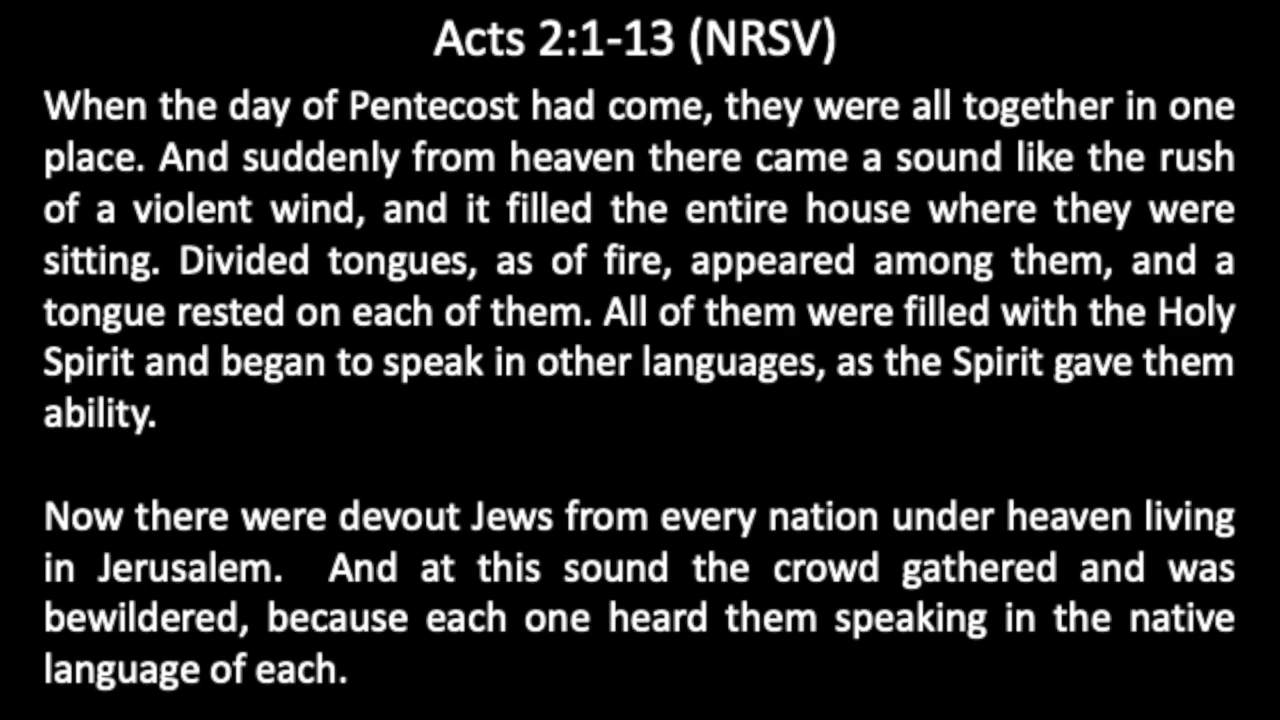 Acts 2:1-13 (NRSV)
When the day of Pentecost had come, they were all together in one
place. And suddenly from heaven there came a sound like the rush
of a violent wind, and it filled the entire house where they were
sitting. Divided tongues, as of fire, appeared among them, and a
tongue rested on each of them. All of them were filled with the Holy
Spirit and began to speak in other languages, as the Spirit gave them
ability.
Now there were devout Jews from every nation under heaven living
in Jerusalem.  And at this sound the crowd gathered and was
bewildered, because each one heard them speaking in the native
language of each.